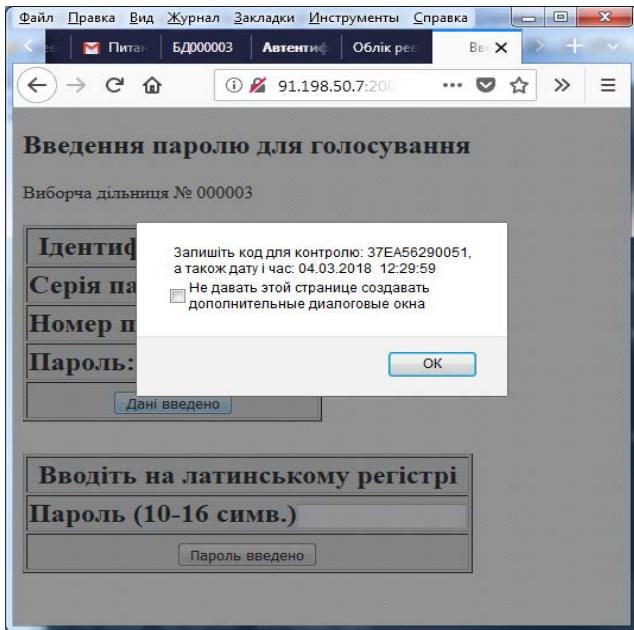 Файл Правка Вид Журнал Закладки Инструменты Справка
Питан БД000003 Автентиф Облік рее Вв
91.198.50.7:200
Введення паролю для голосування
Виборча дільниця № 000003
Ідентиф
Серія па
Номер п
Пароль:
Запишіть код для контролю: 37EA56290051,
а також дату і час: 04.03.2018 12:29:59
Не давать этой странице создавать
дополнительные диалоговые окна
ОК
Дані введено
Вводіть на латинському регістрі
Пароль (10-16 симв.)
Пароль введено